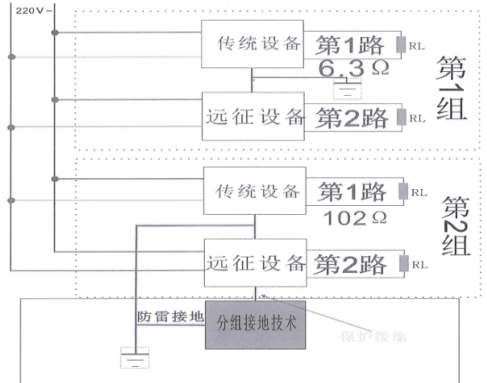 220V~
传统设备
第1路
RL
6.3Ω
第1组
远征设备
第2路
RL
传统设备
第1路
RL
102Ω
第2组
远征设备
第2路
RL
防雷接地
分组接地技术
保护接地